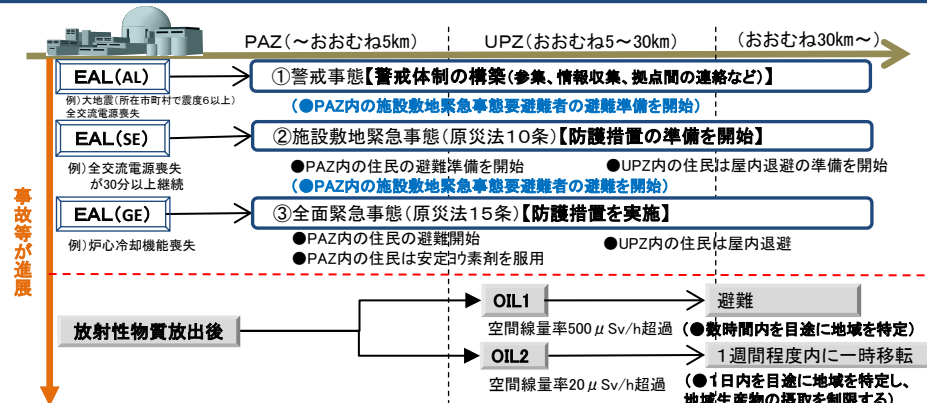 PAZ（～おおむね5km）
UPZ（おおむね5～30km）
（おおむね30km～）
EAL(AL)
①警戒事態【警戒体制の構築（参集、情報収集、拠点間の連絡など）】
例）大地震（所在市町村で震度６以上）
全交流電源喪失
（●PAZ内の施設敷地緊急事態要避難者の避難準備を開始）
EAL(SE)
②施設敷地緊急事態（原災法１０条）【防護措置の準備を開始】
例）全交流電源喪失
が30分以上継続
●PAZ内の住民の避難準備を開始
●UPZ内の住民は屋内退避の準備を開始
（●PAZ内の施設敷地緊急事態要避難者の避難を開始）
EAL(GE)
③全面緊急事態（原災法１５条）【防護措置を実施】
例）炉心冷却機能喪失
●PAZ内の住民の避難開始
●UPZ内の住民は屋内退避
●PAZ内の住民は安定ﾖｳ素剤を服用
事故等が進展
放射性物質放出後
OIL1
避難
空間線量率500μSv/h超過
（●数時間内を目途に地域を特定）
OIL2
１週間程度内に一時移転
空間線量率20μSv/h超過
（●１日内を目途に地域を特定し、
地域生産物の摂取を制限する）